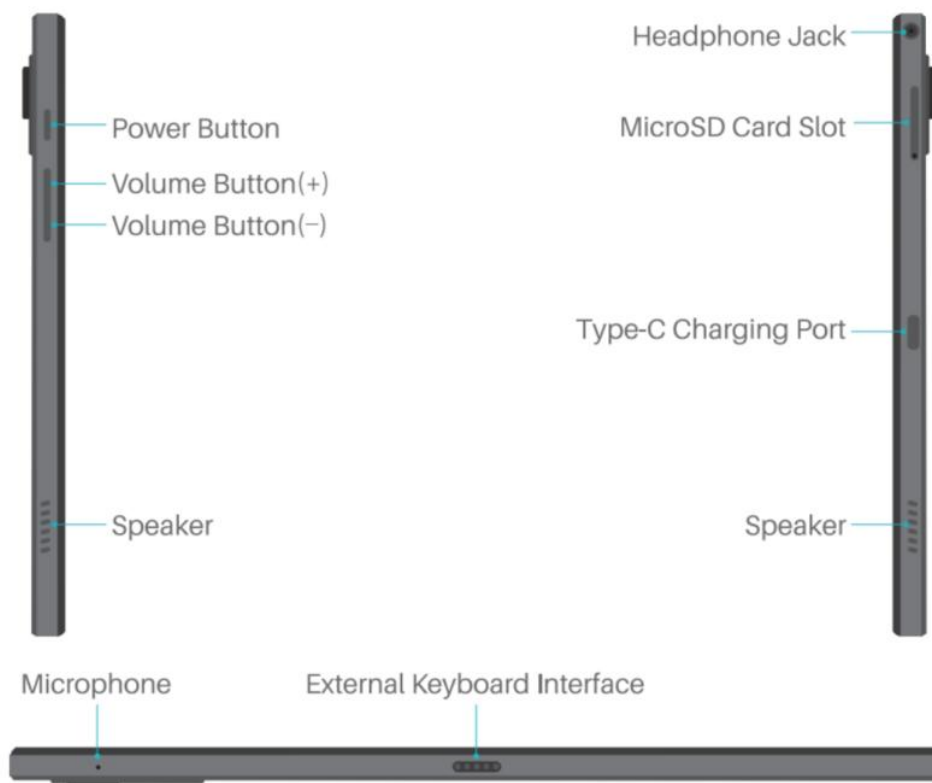 Headphone Jack
Power Button
MicroSD Card Slot
Volume Button(+)
Volume Button(−)
Type-C Charging Port
Speaker
Speaker
Microphone
External Keyboard Interface